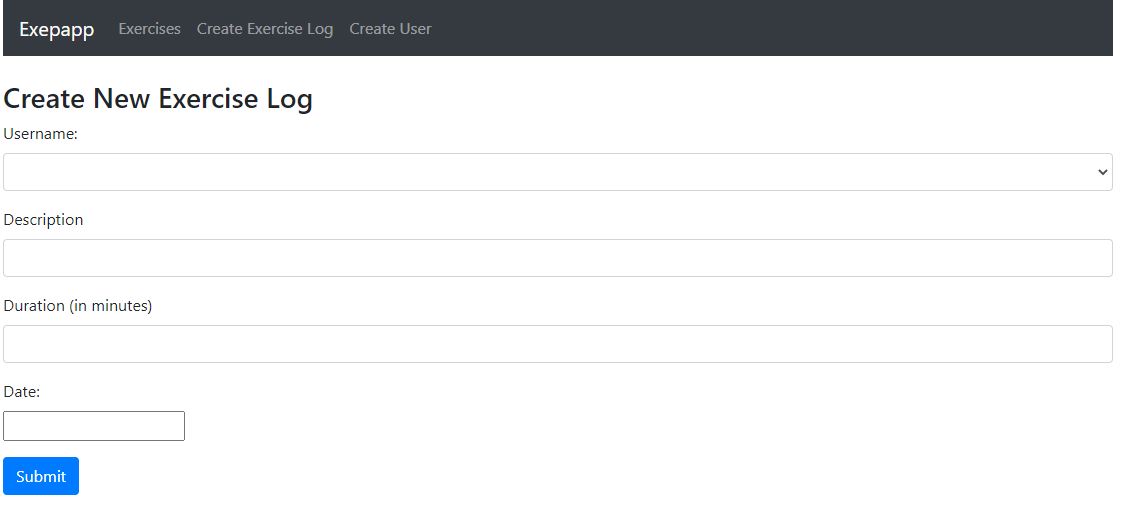 Exepapp Exercises Create Exercise Log Create User
Create New Exercise Log
Username:
Description
Duration (in minutes)
Date:
Submit